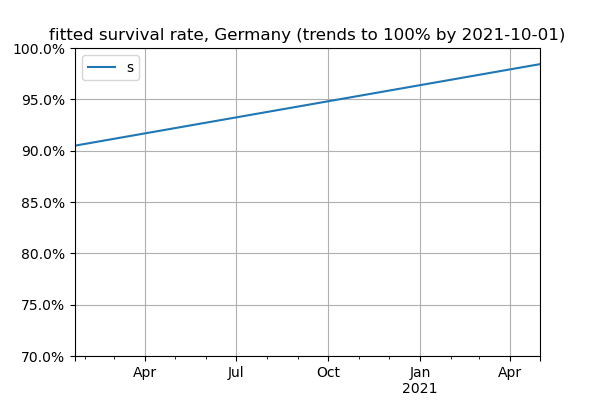 fitted survival rate, Germany (trends to 100% by 2021-10-01)
100.0%
s
95.0%
90.0%
85.0%
80.0%
75.0%
70.0%
Apr Jul Oct Jan Apr
2021